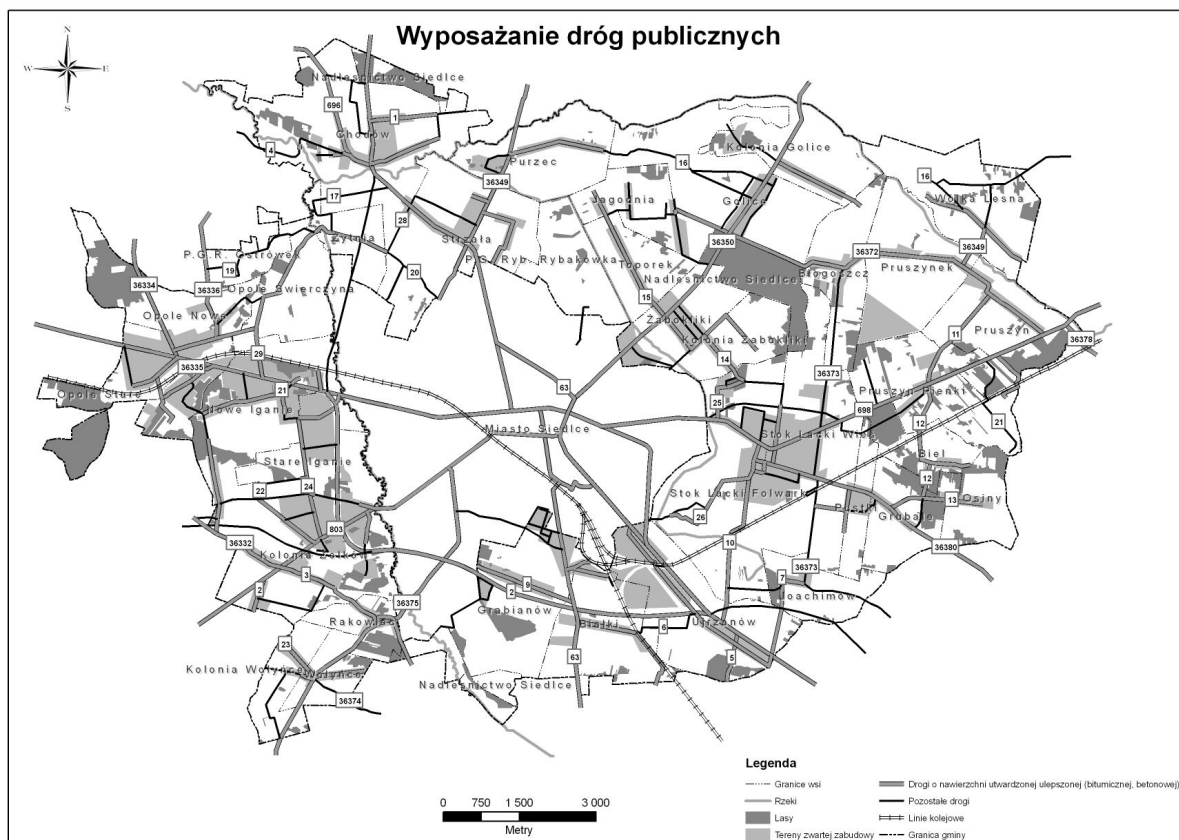 Wyposażanie dróg publicznych
N
W E
S
Nadleśnictwo Siedlce
696
1
Chodów
4
Purzec
Kolonia Golice
16
16
36349
17
Jagodnia
Golice
Wólka Leśna
28
Żytnia
Strzała
36350
36372
36349
P.G.R. Ostrówek
P.G. Ryb. Rybakówka
Toporek
Błogoszcz
Pruszynek
19
20
Nadleśnictwo Siedlce
36334
36336
Opole Świerczyna
15
Opole Nowe
Żabokliki
Pruszyn
Kolonia Żabokliki
11
36378
29
14
36335
63
36373
Opole Stare
21
Pruszyn Pieńki
Nowe Iganie
25
698
12
21
Miasto Siedlce
Stok Lacki Wieś
Stare Iganie
Biel
22
24
Stok Lacki Folwark
12
13
Osiny
26
Pustki
Grubale
803
36332
10
36380
Kolonia Żołków
3
9
7
36373
2
2
Joachimów
36375
Grabianów
Rakowiec
Białki
6
Ujrzanów
23
63
5
Kolonia Wołyńce
Wołyńce
Nadleśnictwo Siedlce
36374
Legenda
Granice wsi
Drogi o nawierzchni utwardzonej ulepszonej (bitumicznej, betonowej)
Rzeki
Pozostałe drogi
Lasy
Linie kolejowe
Tereny zwartej zabudowy
Granica gminy
0 750 1 500 3 000
Metry